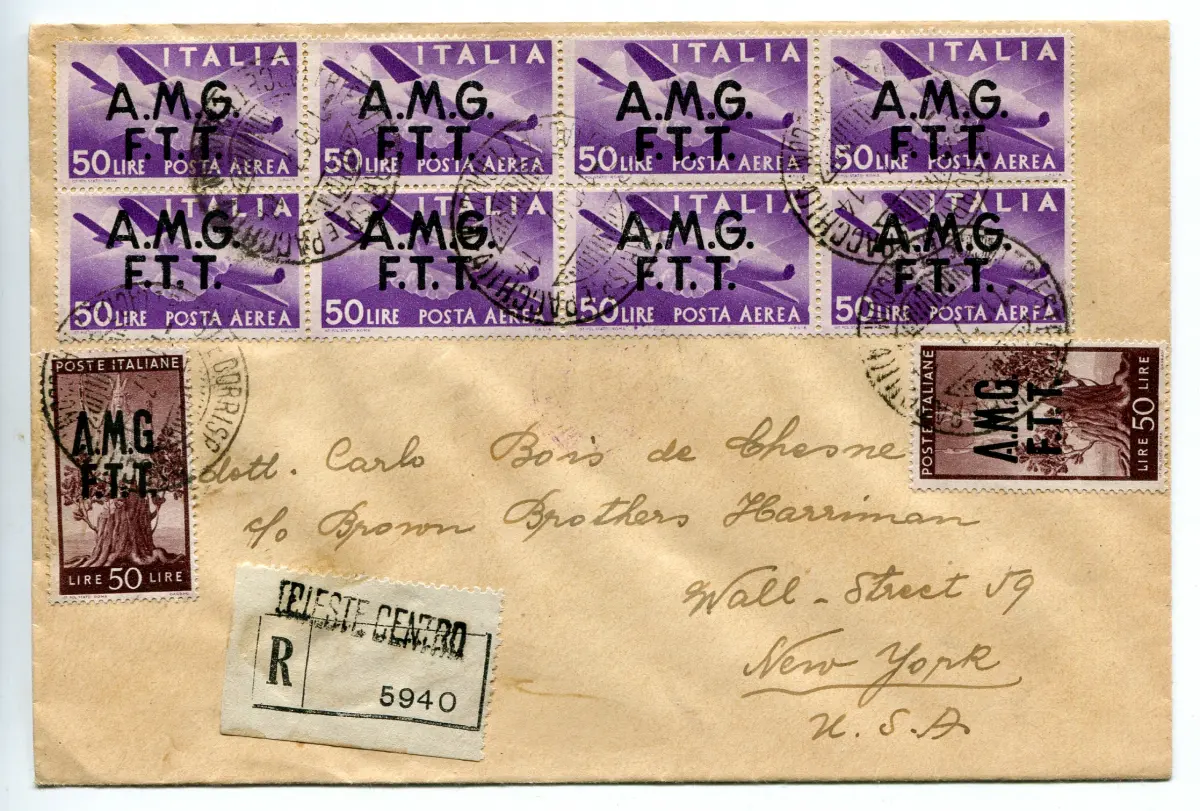 ITALIA ITALIA ITALIA ITALIA
A.M.G. A.M.G. A.M.G. A.M.G.
F.T.T. F.T.T. F.T.T. F.T.T.
50 LIRE POSTA AEREA 50 LIRE POSTA AEREA 50 LIRE POSTA AEREA 50 LIRE POSTA AEREA
ITALIA ITALIA ITALIA ITALIA
A.M.G. A.M.G. A.M.G. A.M.G.
F.T.T. F.T.T. F.T.T. F.T.T.
50 LIRE POSTA AEREA 50 LIRE POSTA AEREA 50 LIRE POSTA AEREA 50 LIRE POSTA AEREA
POSTE ITALIANE
A.M.G
F.T.T.
LIRE 50 LIRE
POSTE ITALIANE
A.M.G
F.T.T.
LIRE 50 LIRE
Dott. Carlo Bois de Chesne
c/o Brown Brothers Harriman
Wall - Street 59
New York
U.S.A
TRIESTE CENTRO
R
5940